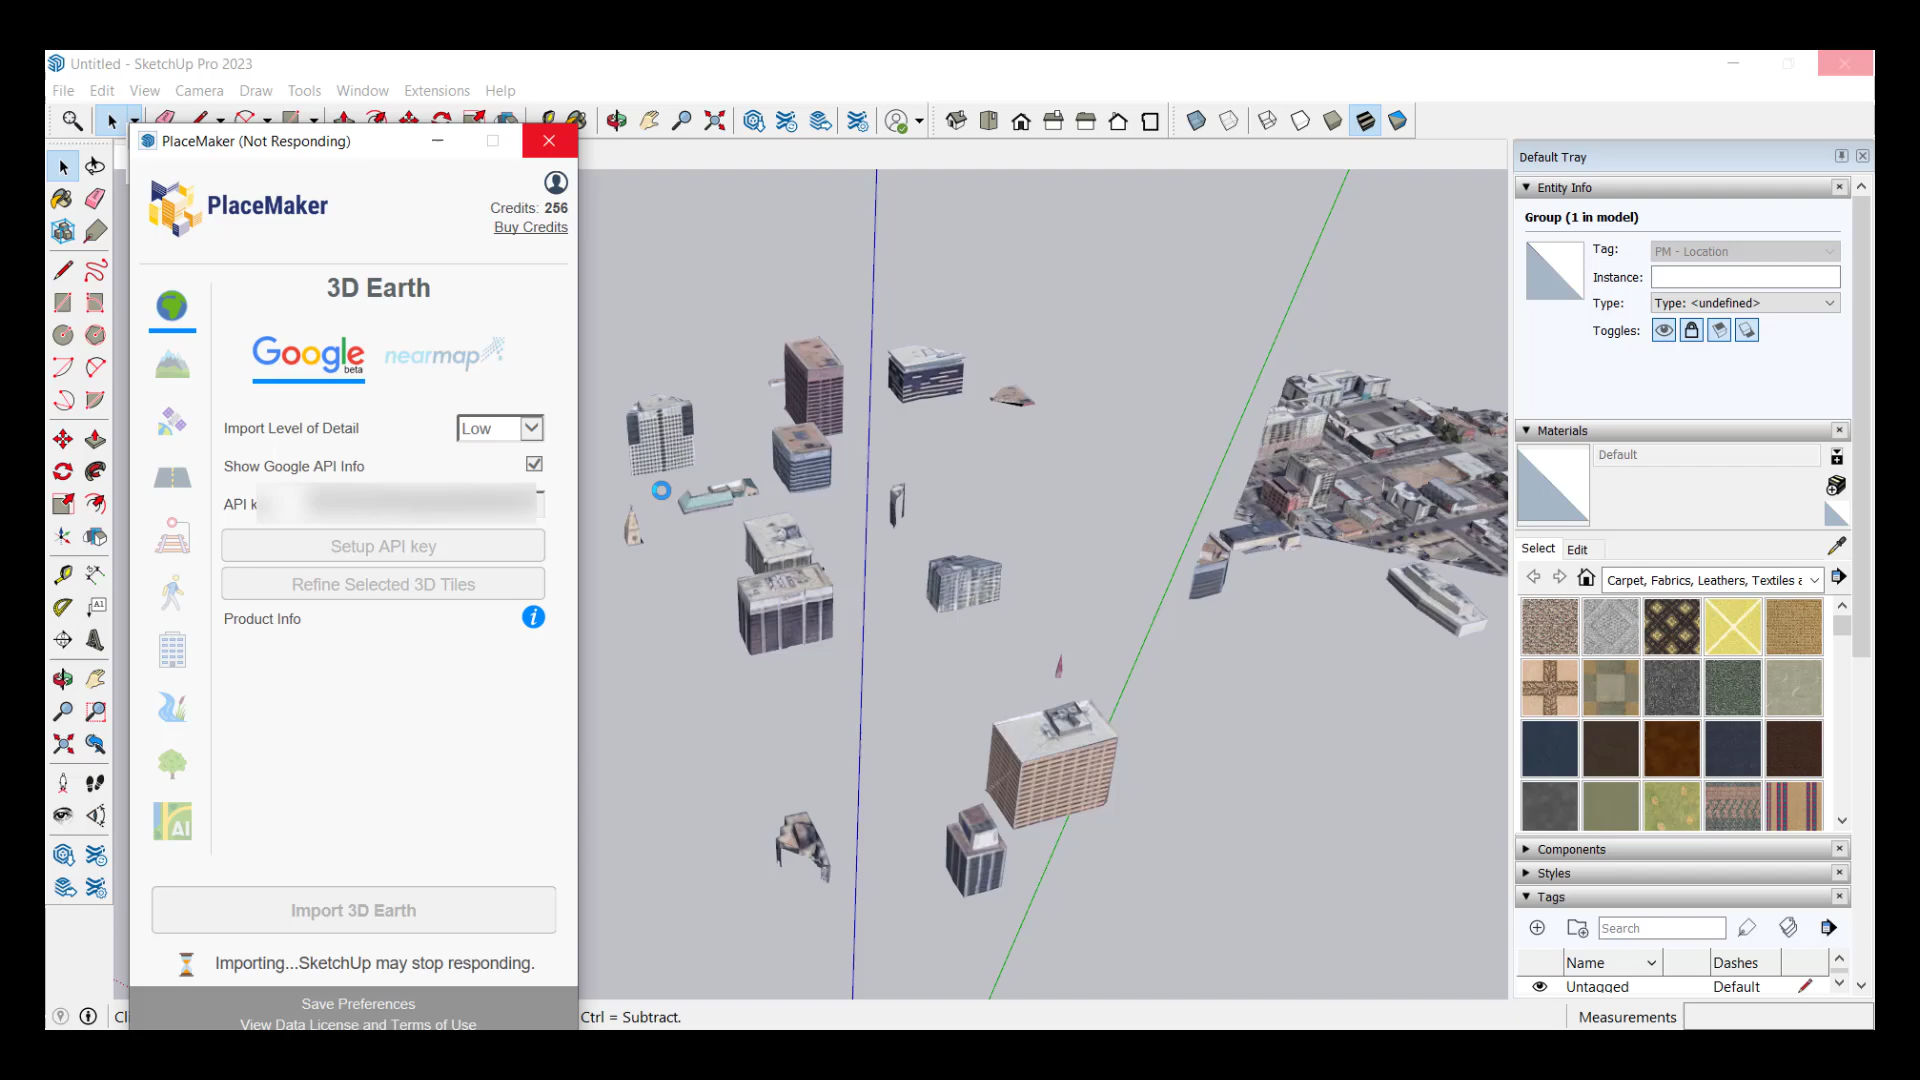 Untitled - SketchUp Pro 2023
File Edit View Camera Draw Tools Window Extensions Help
PlaceMaker (Not Responding)
PlaceMaker
Credits: 256
Buy Credits
3D Earth
Google
beta
nearmap
Import Level of Detail
Low
Show Google API Info
API k
Setup API key
Refine Selected 3D Tiles
Product Info
i
AI
Import 3D Earth
Importing...SketchUp may stop responding.
Save Preferences
View Data License and Terms of Use
A1
Cl
Ctrl = Subtract.
Measurements
Default Tray
Entity Info
Group (1 in model)
Tag: PM - Location
Instance:
Type: Type: <undefined>
Toggles:
Materials
Default
Select Edit
Carpet, Fabrics, Leathers, Textiles a
Components
Styles
Tags
Search
Name Dashes
Untagged Default